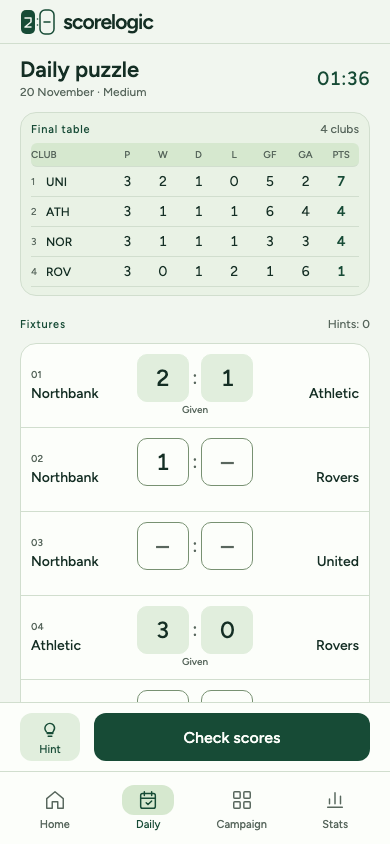 2:– scorelogic
Daily puzzle
20 November · Medium
01:36
Final table 4 clubs
CLUB P W D L GF GA PTS
1 UNI 3 2 1 0 5 2 7
2 ATH 3 1 1 1 6 4 4
3 NOR 3 1 1 1 3 3 4
4 ROV 3 0 1 2 1 6 1
Fixtures Hints: 0
01
Northbank 2 : 1 Athletic
Given
02
Northbank 1 : – Rovers
03
Northbank – : – United
04
Athletic 3 : 0 Rovers
Given
Hint
Check scores
Home Daily Campaign Stats